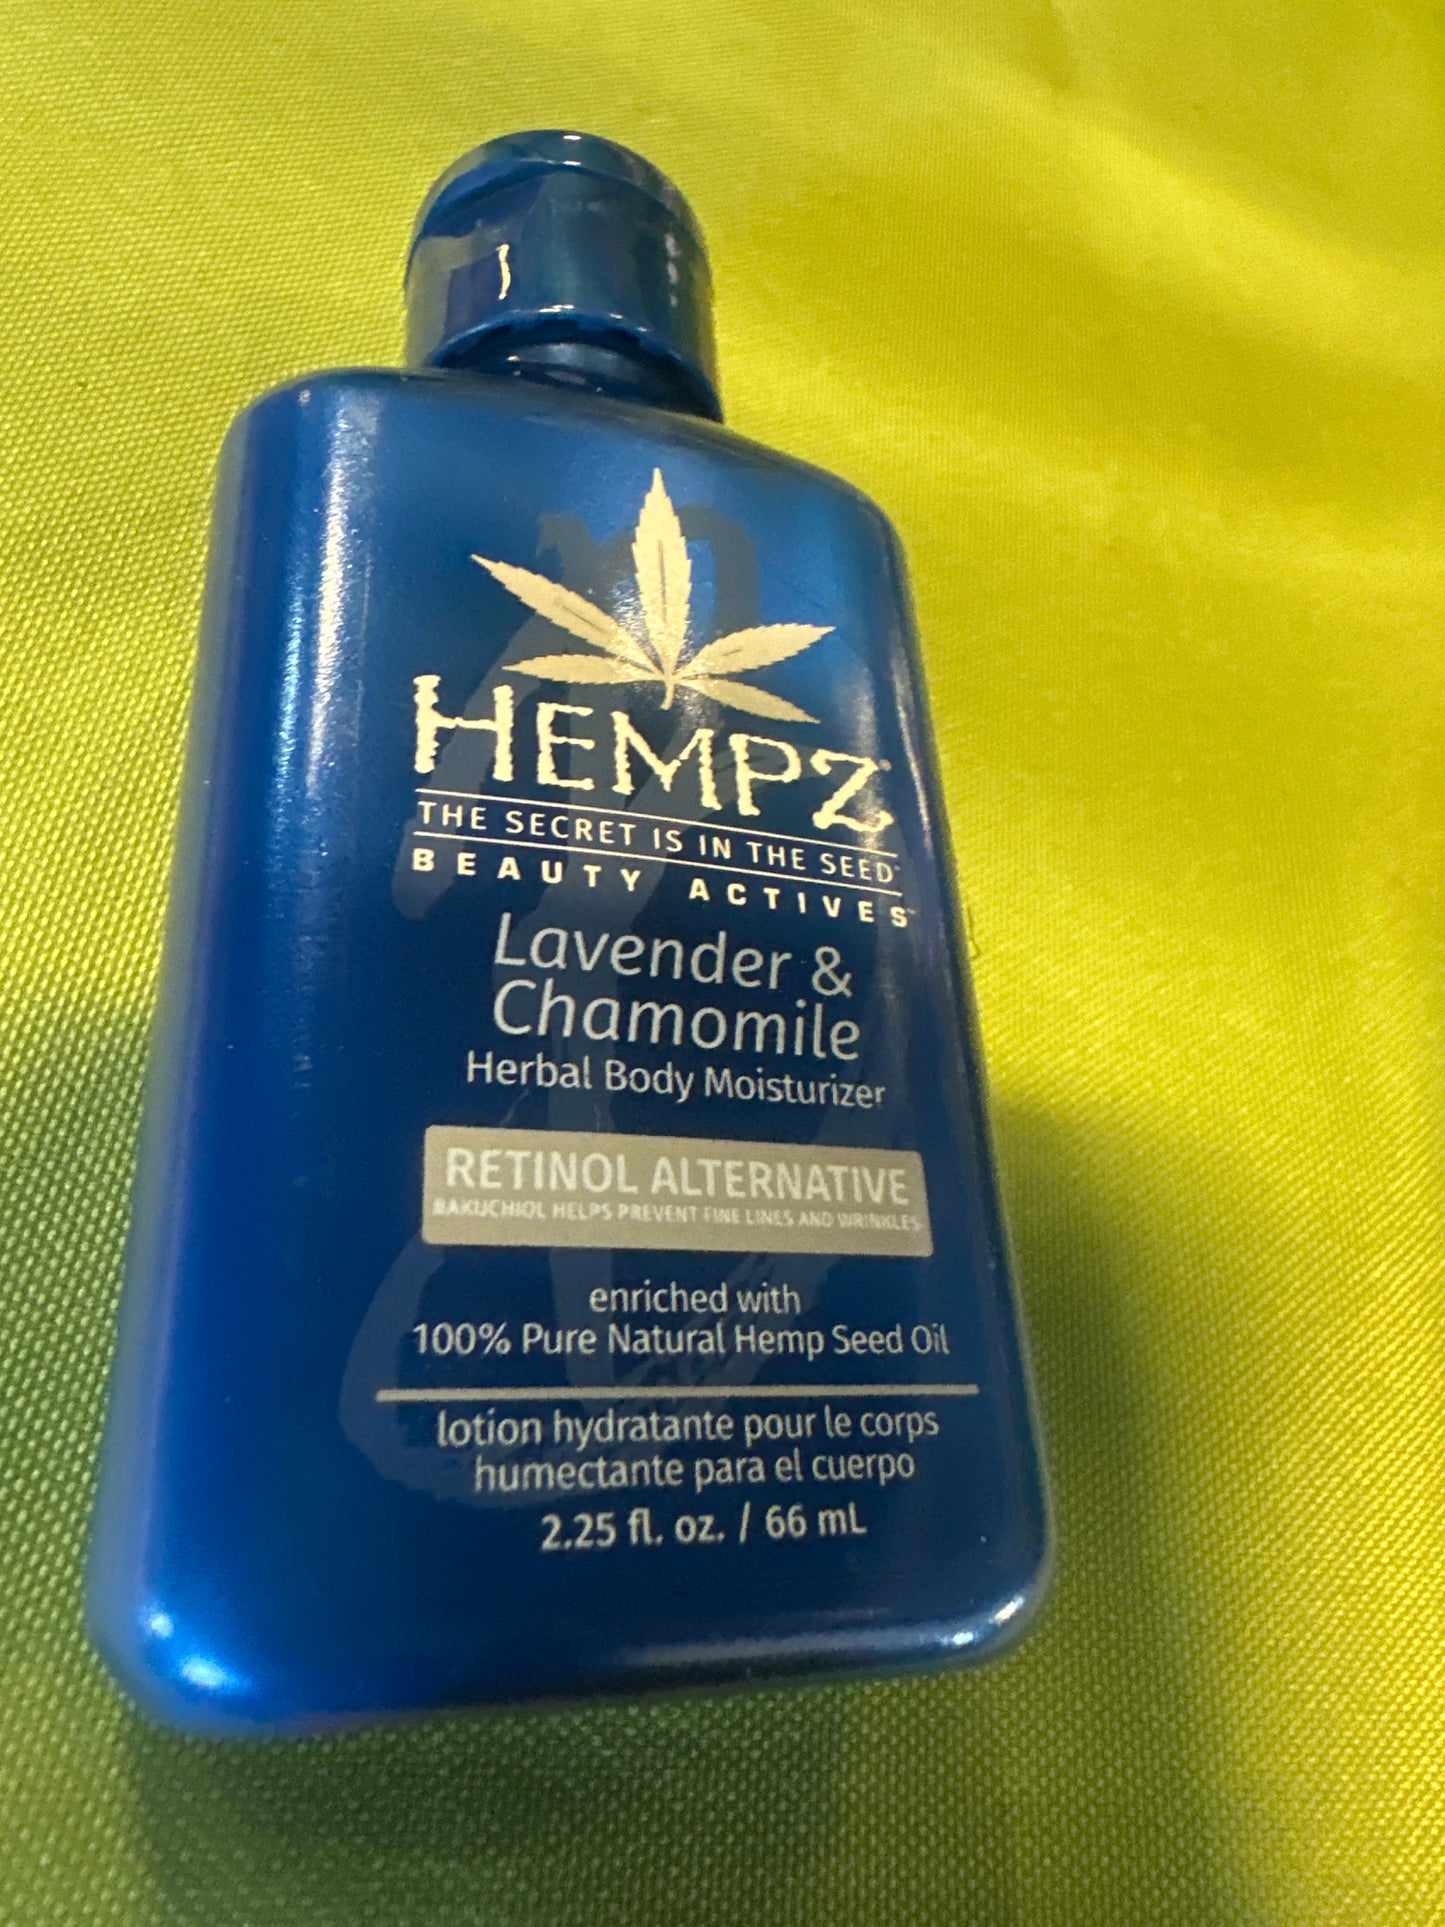 HEMPZ®
THE SECRET IS IN THE SEED®
BEAUTY ACTIVES™
Lavender &
Chamomile
Herbal Body Moisturizer
RETINOL ALTERNATIVE
BAKUCHIOL HELPS PREVENT FINE LINES AND WRINKLES
enriched with
100% Pure Natural Hemp Seed Oil
lotion hydratante pour le corps
humectante para el cuerpo
2.25 fl. oz. / 66 mL